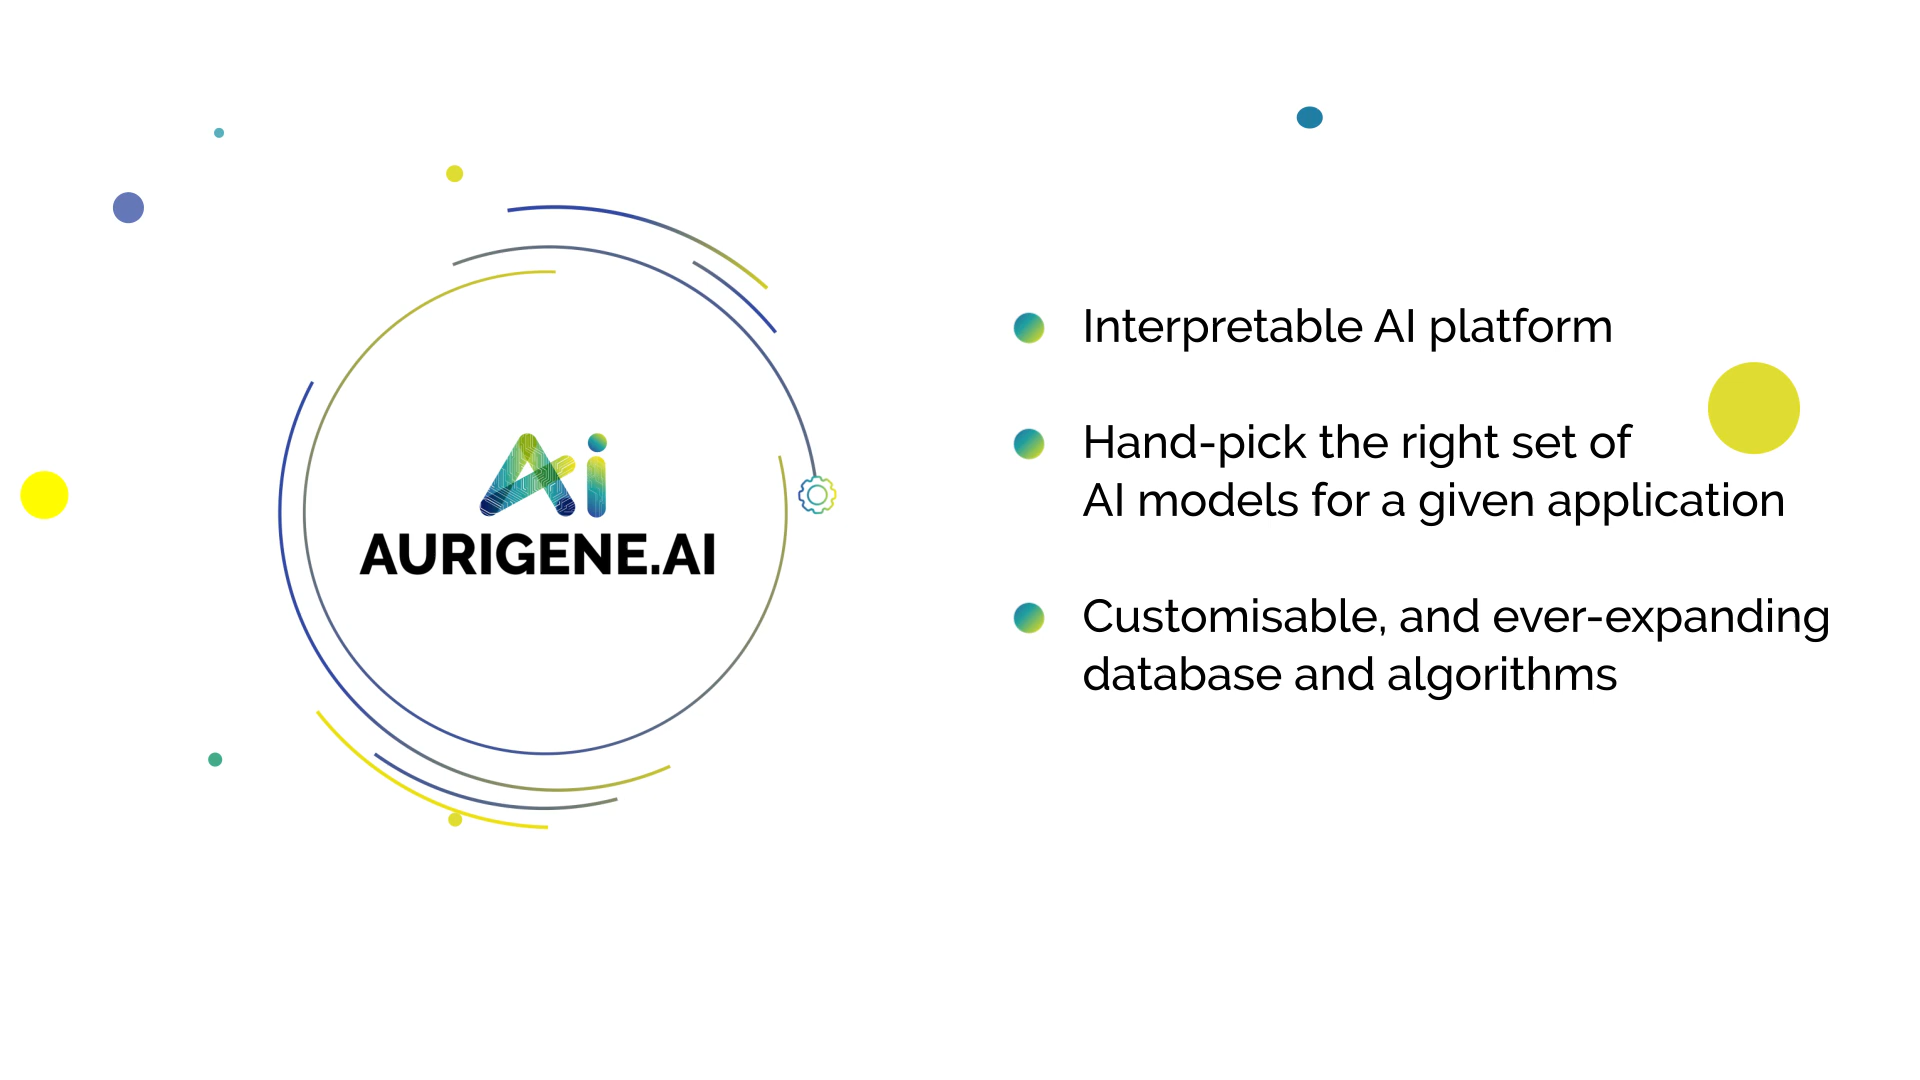 Ai
AURIGENE.AI
Interpretable AI platform
Hand-pick the right set of
AI models for a given application
Customisable, and ever-expanding
database and algorithms